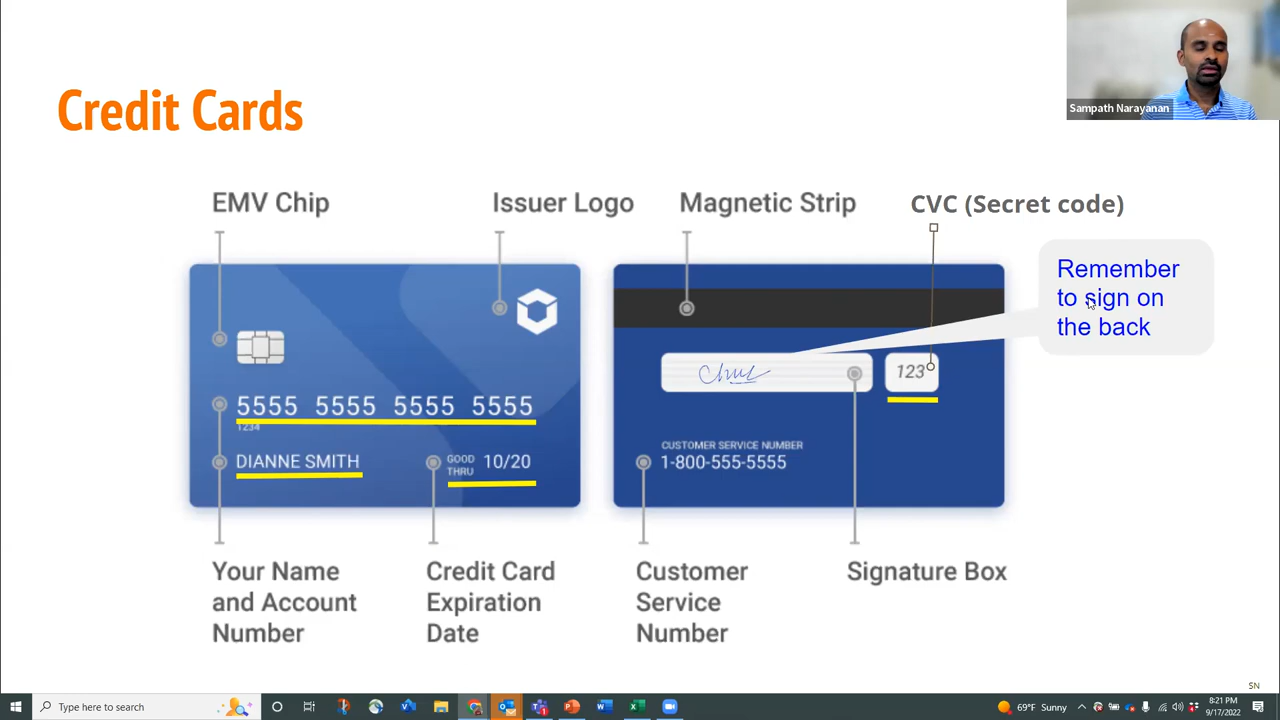 Sampath Narayanan
Credit Cards
EMV Chip
Issuer Logo
Magnetic Strip
CVC (Secret code)
Remember
to sign on
the back
123
5555 5555 5555 5555
1234
DIANNE SMITH
GOOD
THRU
10/20
CUSTOMER SERVICE NUMBER
1-800-555-5555
Your Name
and Account
Number
Credit Card
Expiration
Date
Customer
Service
Number
Signature Box
SN
Type here to search
69°F Sunny
8:21 PM
9/17/2022